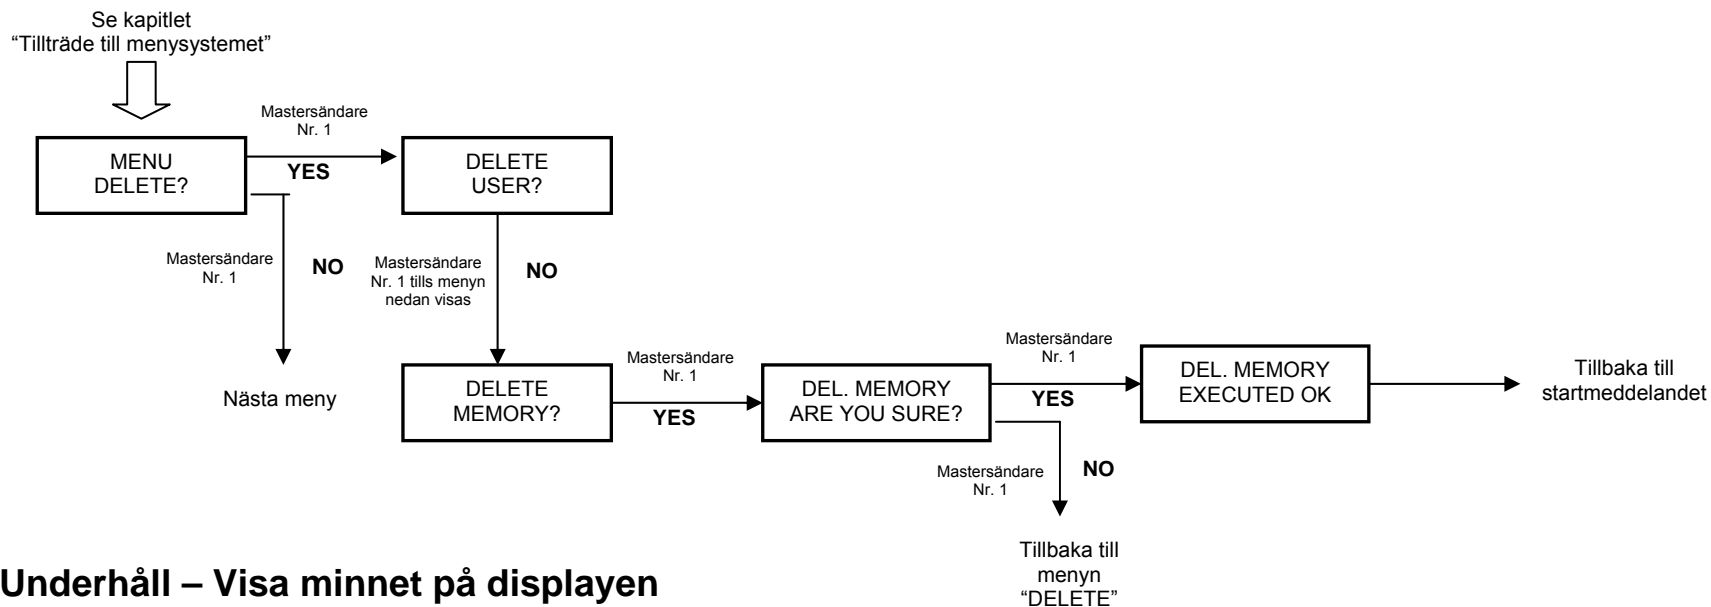 Se kapitlet
“Tillträde till menysystemet”
Mastersändare
Nr. 1
MENU
DELETE?
YES
DELETE
USER?
Mastersändare
Nr. 1
NO
Mastersändare
Nr. 1 tills menyn
nedan visas
NO
Nästa meny
DELETE
MEMORY?
Mastersändare
Nr. 1
YES
DEL. MEMORY
ARE YOU SURE?
Mastersändare
Nr. 1
YES
DEL. MEMORY
EXECUTED OK
Tillbaka till
startmeddelandet
Mastersändare
Nr. 1
NO
Tillbaka till
menyn
“DELETE”
Underhåll – Visa minnet på displayen